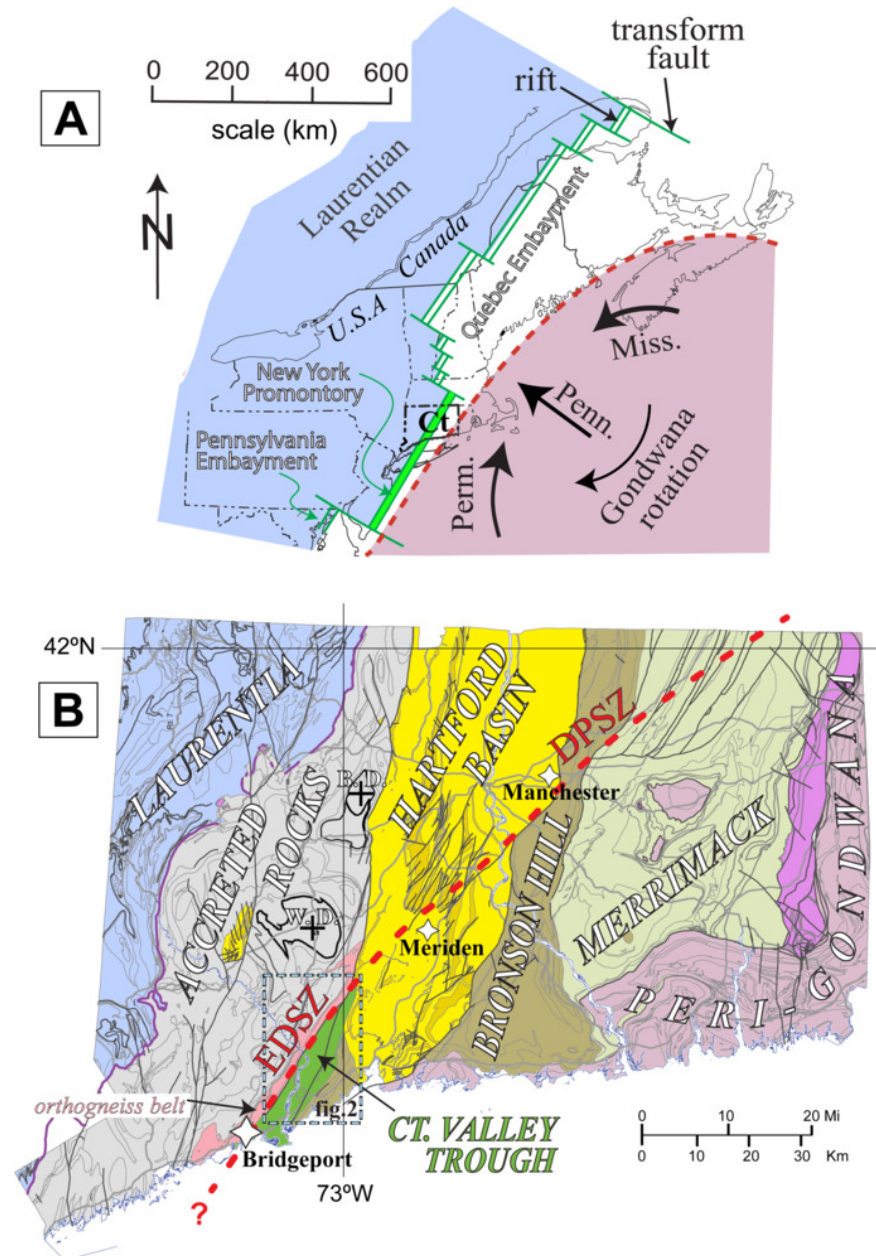 0 200 400 600
scale (km)
A
N
transform
fault
rift
Laurentian
Realm
Canada
U.S.A
Quebec Embayment
New York
Promontory
Pennsylvania
Embayment
Ct
Miss.
Penn.
Perm.
Gondwana
rotation
42ºN
B
LAURENTIA
ACCRETED
ROCKS
B.D.
W.D.
HARTFORD
BASIN
DPSZ
Manchester
Meriden
BRONSON HILL
MERRIMACK
PERI-GONDWANA
EDSZ
orthogneiss belt
fig.2
CT. VALLEY
TROUGH
Bridgeport
73ºW
?
0 10 20 Mi
0 10 20 30
Km